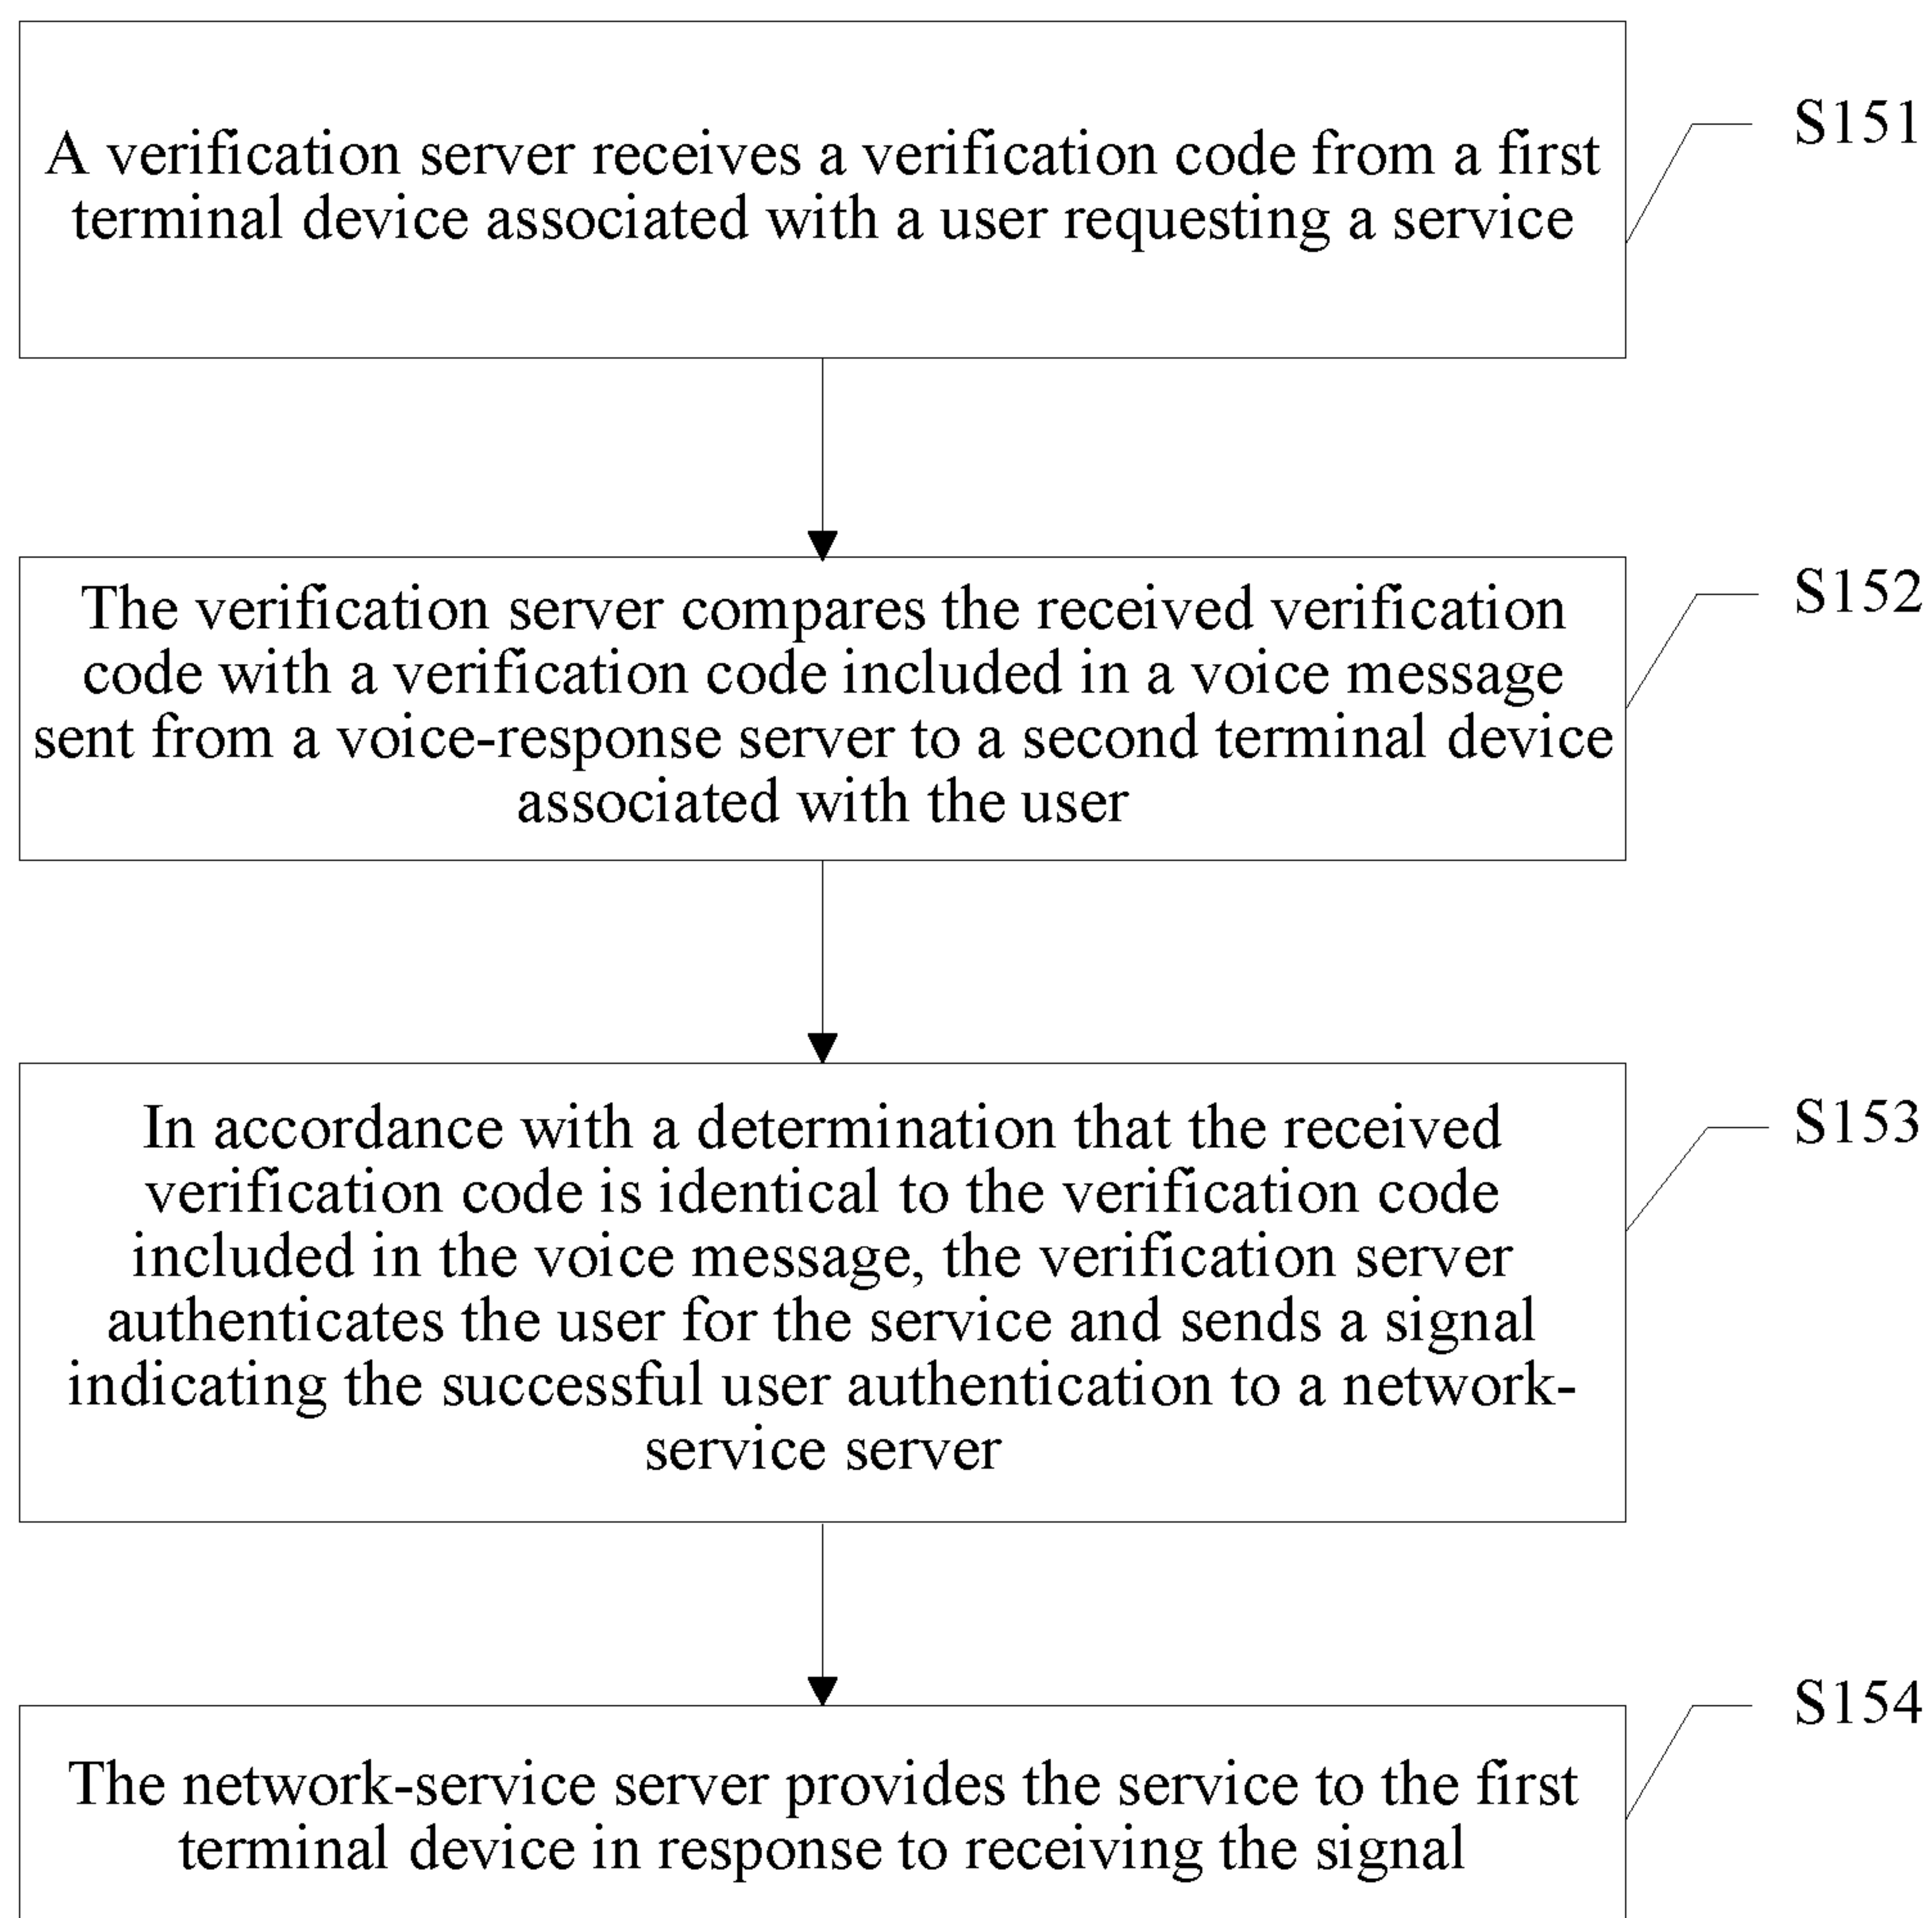 A verification server receives a verification code from a first
terminal device associated with a user requesting a service
S151
The verification server compares the received verification
code with a verification code included in a voice message
sent from a voice-response server to a second terminal device
associated with the user
S152
In accordance with a determination that the received
verification code is identical to the verification code
included in the voice message, the verification server
authenticates the user for the service and sends a signal
indicating the successful user authentication to a network-
service server
S153
The network-service server provides the service to the first
terminal device in response to receiving the signal
S154